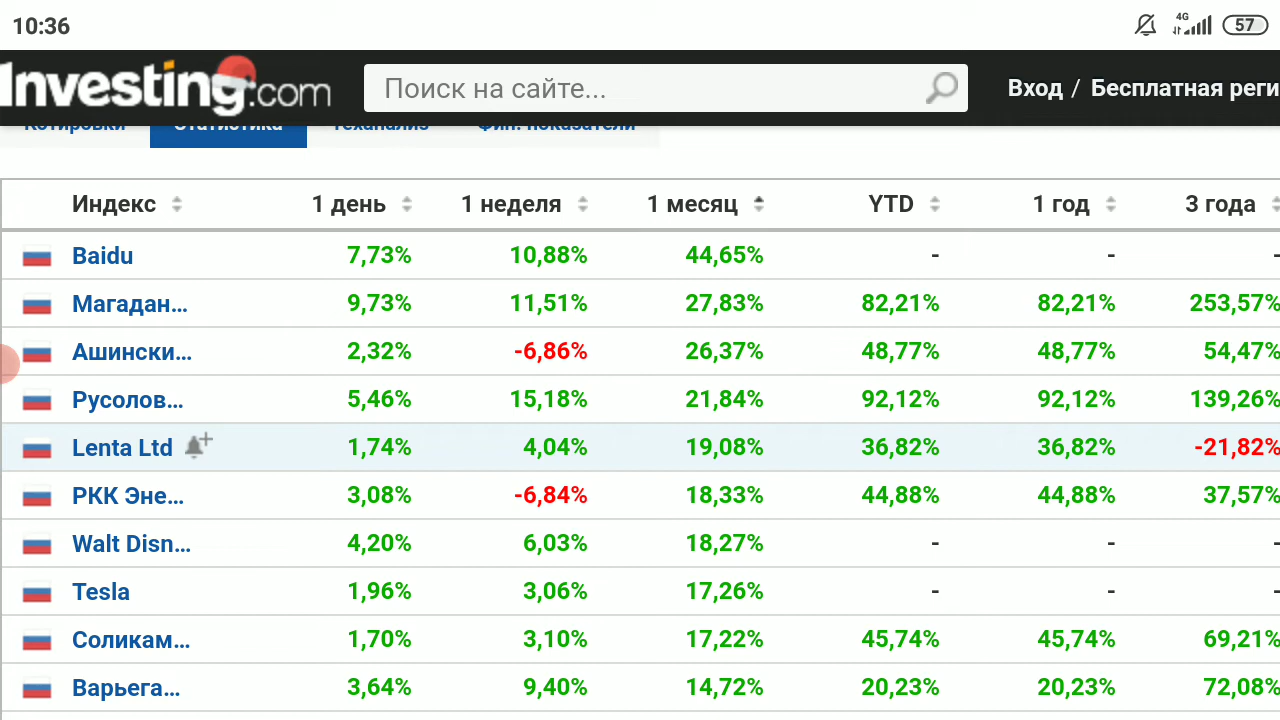 10:36 4G 57
Investing.com Поиск на сайте... Вход / Бесплатная реги
Котировки Статистика Теханализ Фин. показатели
Индекс 1 день 1 неделя 1 месяц YTD 1 год 3 года
Baidu 7,73% 10,88% 44,65% - - -
Магадан... 9,73% 11,51% 27,83% 82,21% 82,21% 253,57%
Ашински... 2,32% -6,86% 26,37% 48,77% 48,77% 54,47%
Русолов... 5,46% 15,18% 21,84% 92,12% 92,12% 139,26%
Lenta Ltd 1,74% 4,04% 19,08% 36,82% 36,82% -21,82%
РКК Эне... 3,08% -6,84% 18,33% 44,88% 44,88% 37,57%
Walt Disn... 4,20% 6,03% 18,27% - - -
Tesla 1,96% 3,06% 17,26% - - -
Соликам... 1,70% 3,10% 17,22% 45,74% 45,74% 69,21%
Варьега... 3,64% 9,40% 14,72% 20,23% 20,23% 72,08%